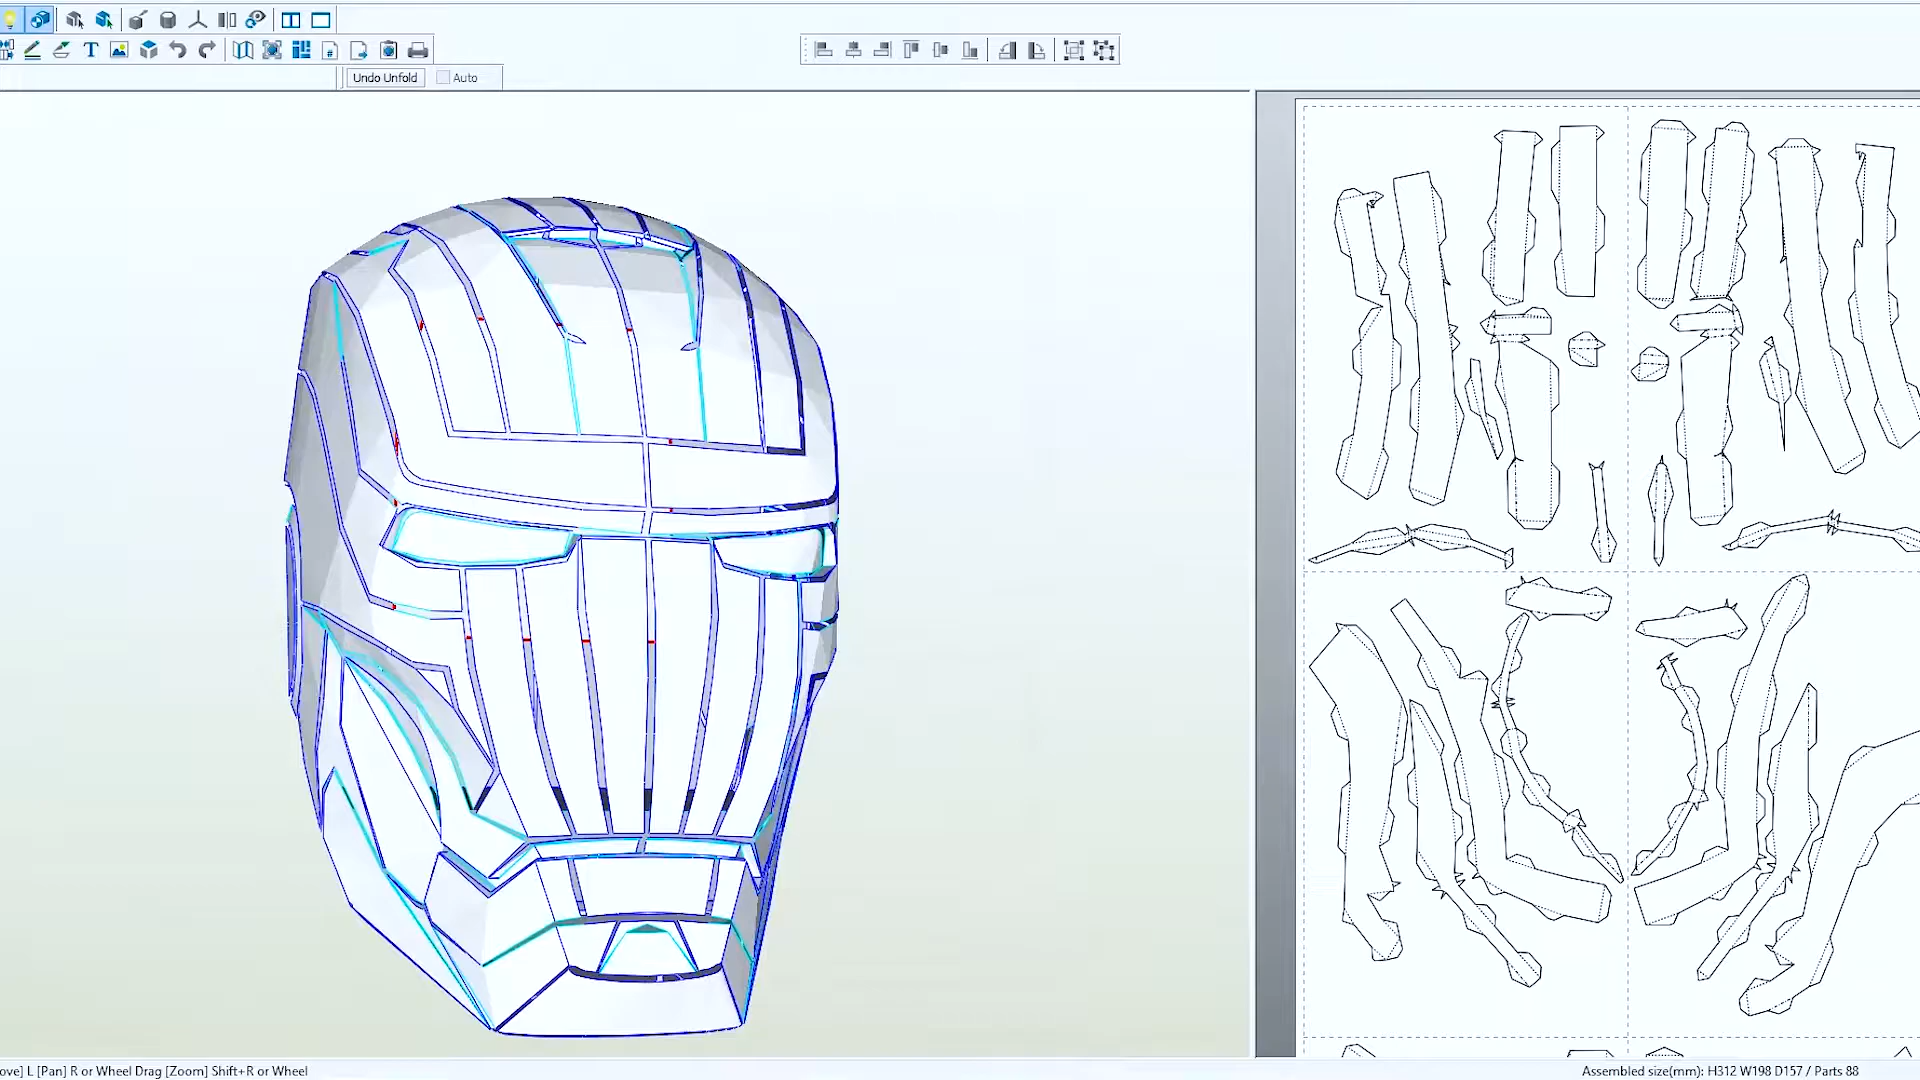 Undo Unfold
Auto
ove] L [Pan] R or Wheel Drag [Zoom] Shift+R or Wheel
Assembled size(mm): H312 W198 D157 / Parts 88